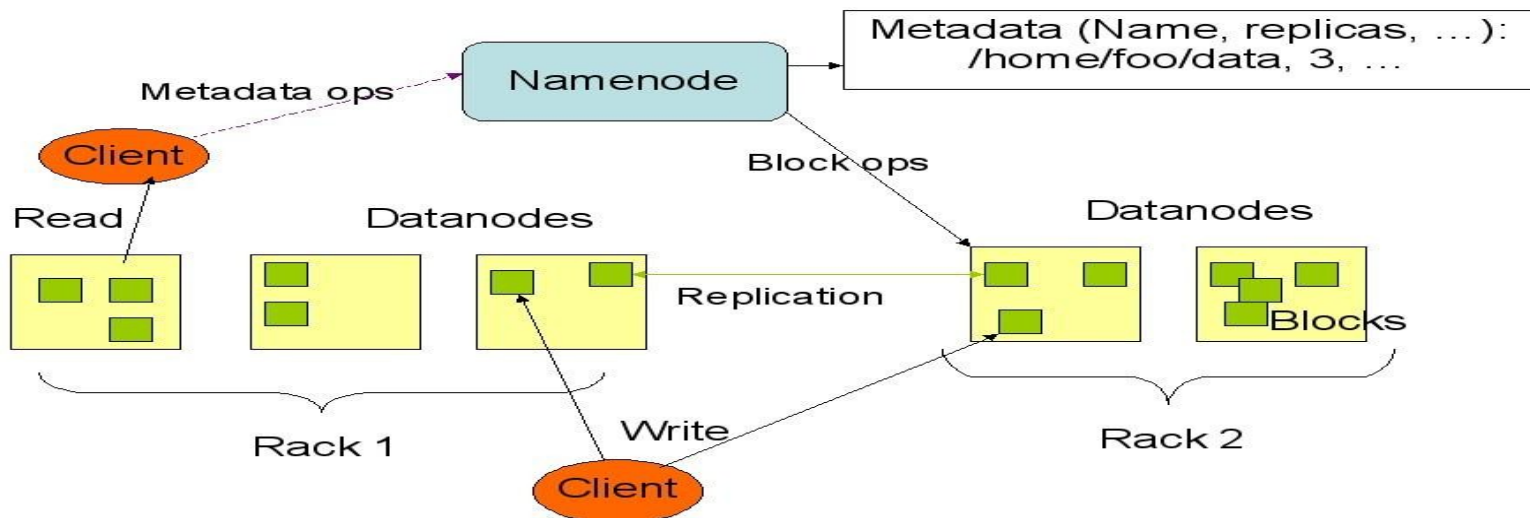 Metadata (Name, replicas, ...):
/home/foo/data, 3, ...
Namenode
Metadata ops
Client
Block ops
Read
Datanodes
Datanodes
Replication
Blocks
Rack 1
Write
Rack 2
Client